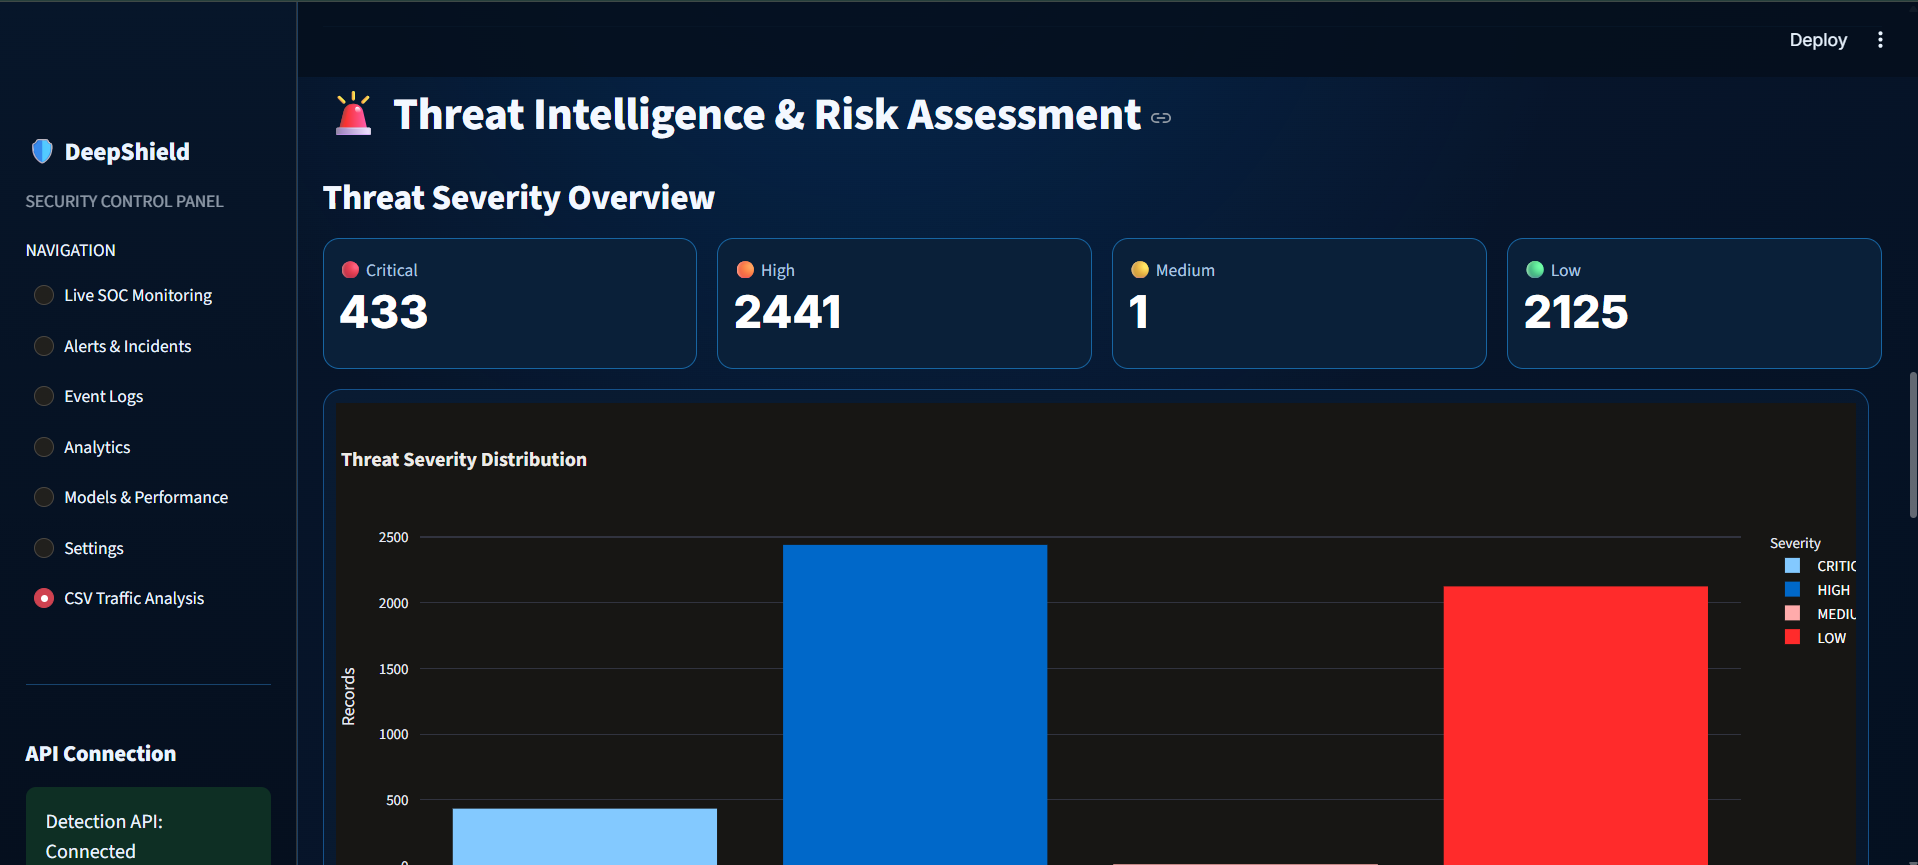 Deploy
DeepShield
SECURITY CONTROL PANEL
NAVIGATION
Live SOC Monitoring
Alerts & Incidents
Event Logs
Analytics
Models & Performance
Settings
CSV Traffic Analysis
API Connection
Detection API:
Connected
Threat Intelligence & Risk Assessment
Threat Severity Overview
Critical
433
High
2441
Medium
1
Low
2125
Threat Severity Distribution
2500
2000
1500
1000
500
0
Records
Severity
CRITIC
HIGH
MEDIU
LOW